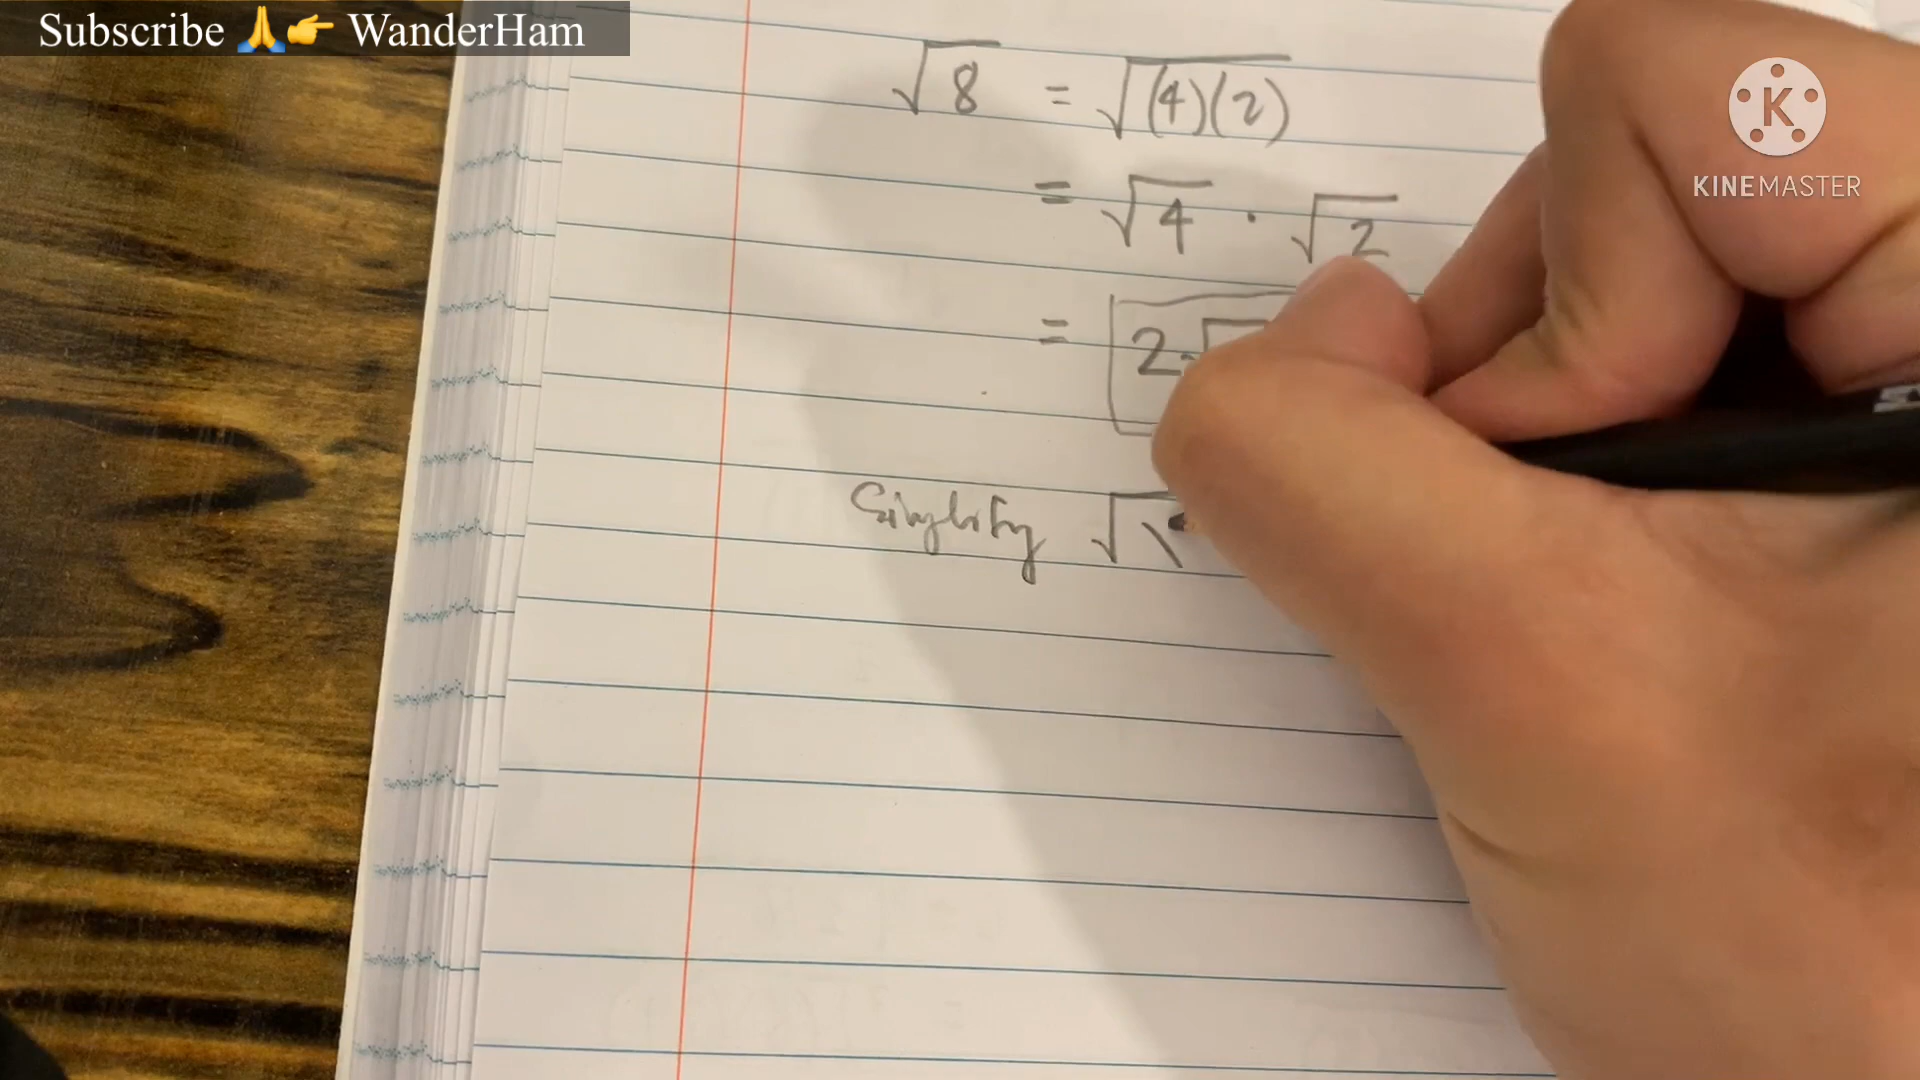 Subscribe 🙏👉 WanderHam
KINEMASTER
√8 = √(4)(2)
= √4 · √2
= 2√
Simplify √